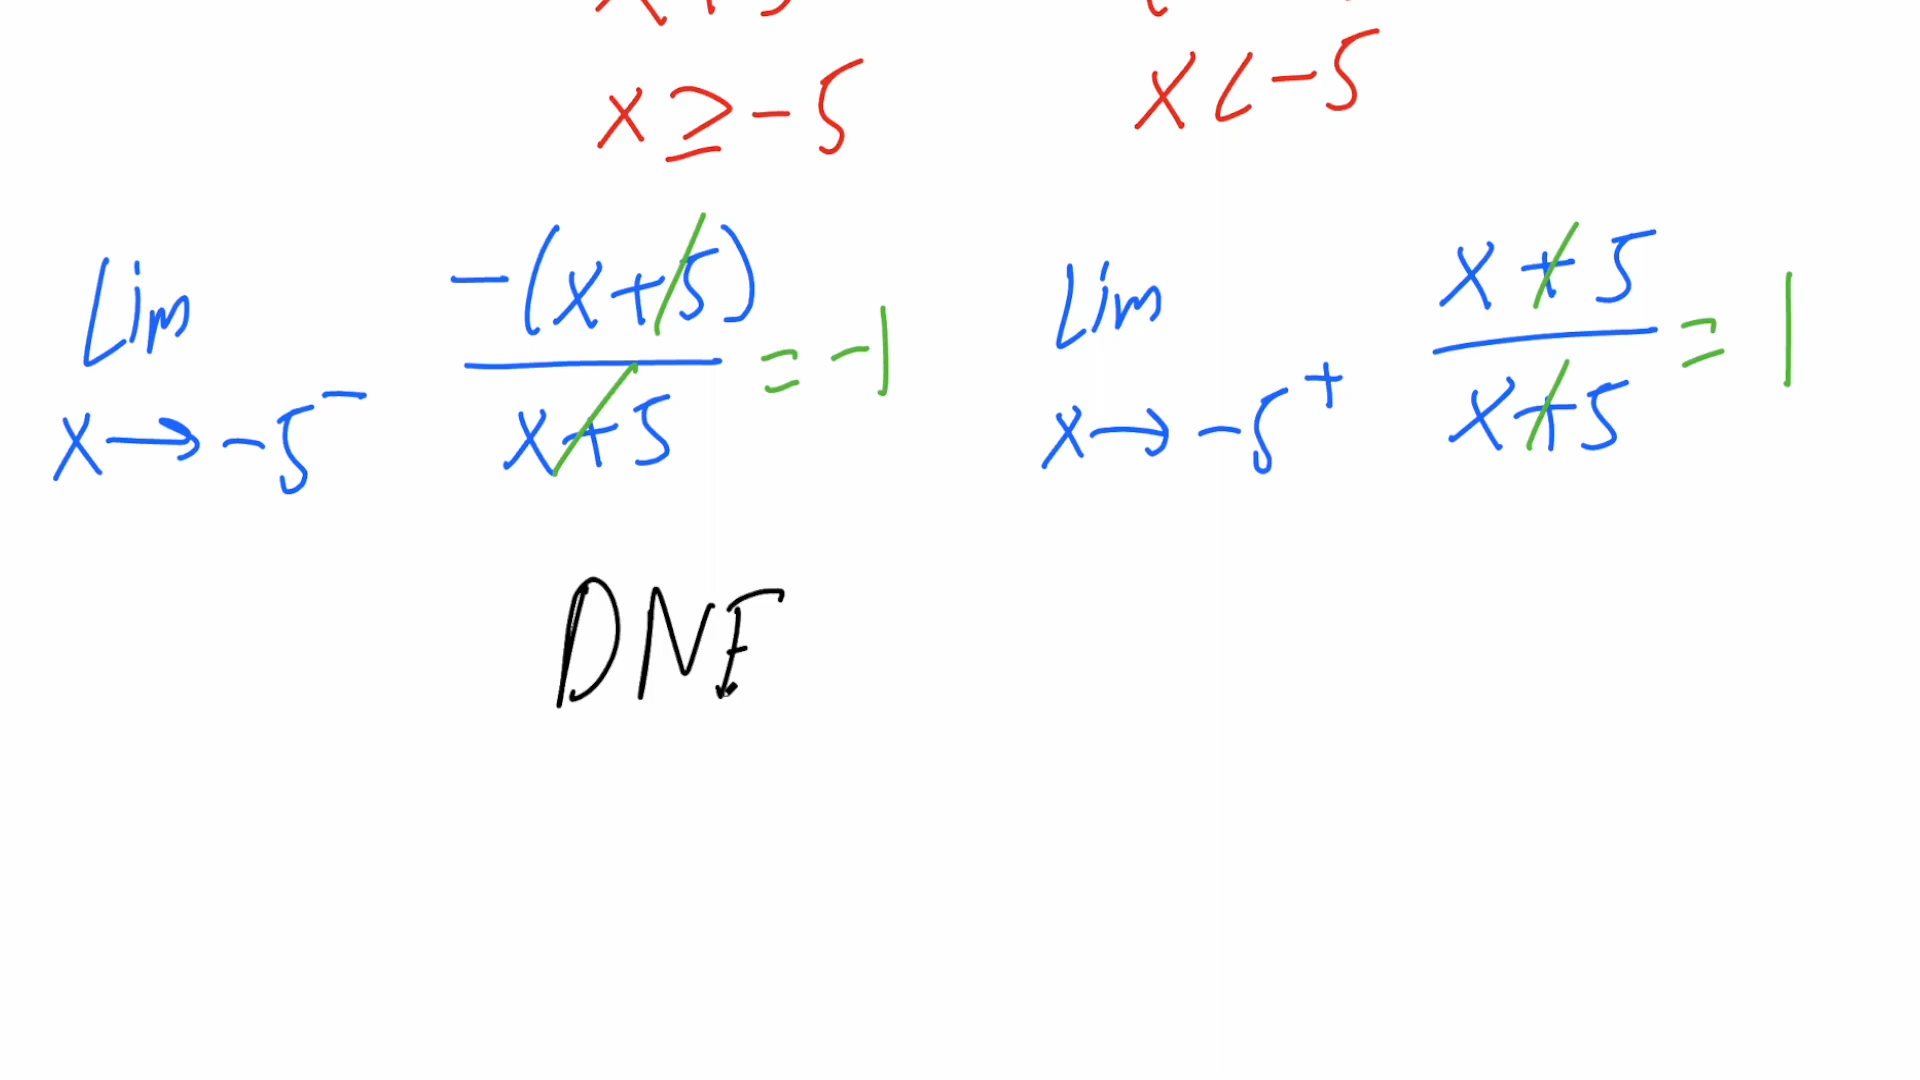 x ≥ -5
x < -5
Lim x→-5⁻ -(x+5)/(x+5) = -1
Lim x→-5⁺ (x+5)/(x+5) = 1
DNE